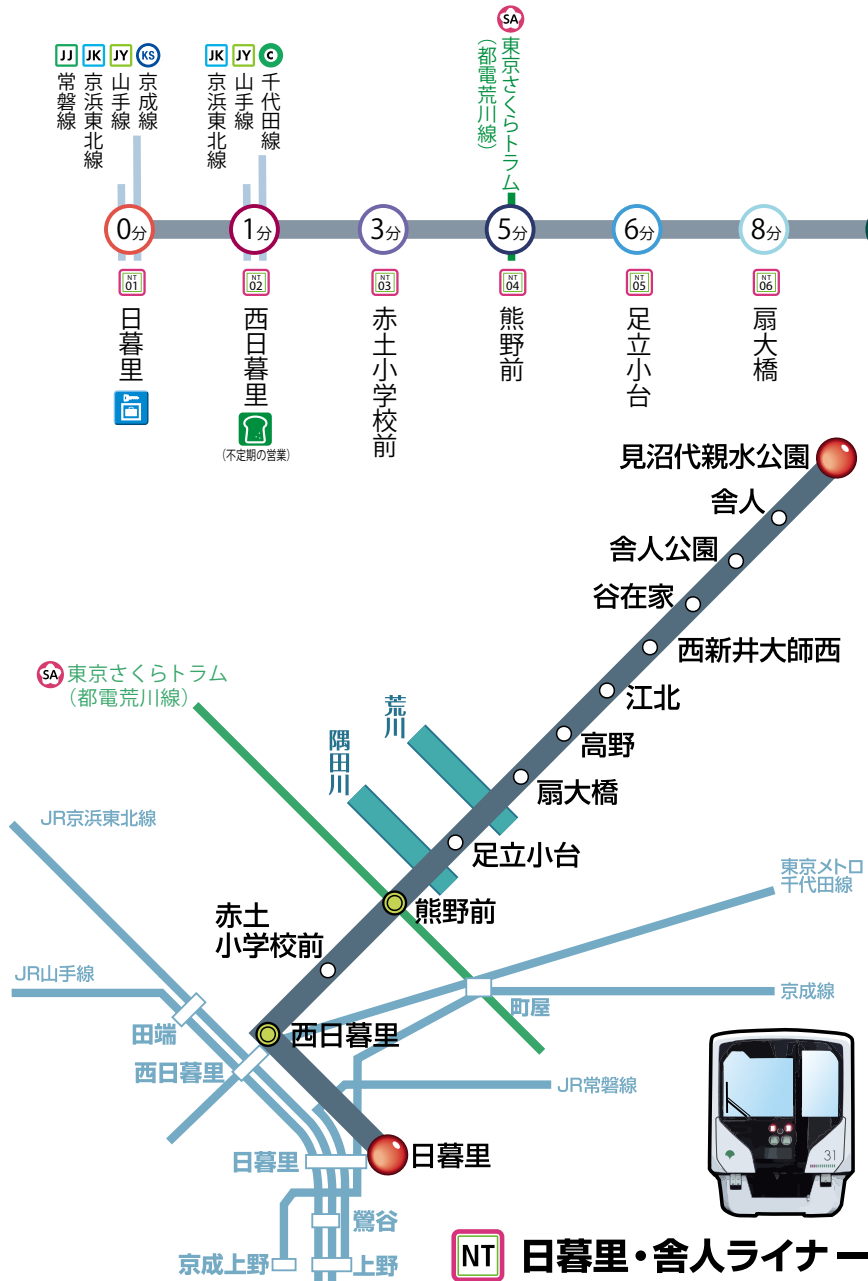 SA
東京さくらトラム
（都電荒川線）
JJ JK JY KS
常磐線
京浜東北線
山手線
京成線
JK JY C
京浜東北線
山手線
千代田線
0分
1分
3分
5分
6分
8分
NT 01
NT 02
NT 03
NT 04
NT 05
NT 06
日暮里
西日暮里
(不定期の営業)
赤土小学校前
熊野前
足立小台
扇大橋
見沼代親水公園
舎人
舎人公園
谷在家
西新井大師西
江北
高野
扇大橋
足立小台
熊野前
赤土
小学校前
西日暮里
日暮里
SA 東京さくらトラム
（都電荒川線）
荒川
隅田川
JR京浜東北線
東京メトロ
千代田線
JR山手線
京成線
町屋
田端
西日暮里
JR常磐線
日暮里
鶯谷
京成上野
上野
31
NT 日暮里・舎人ライナー